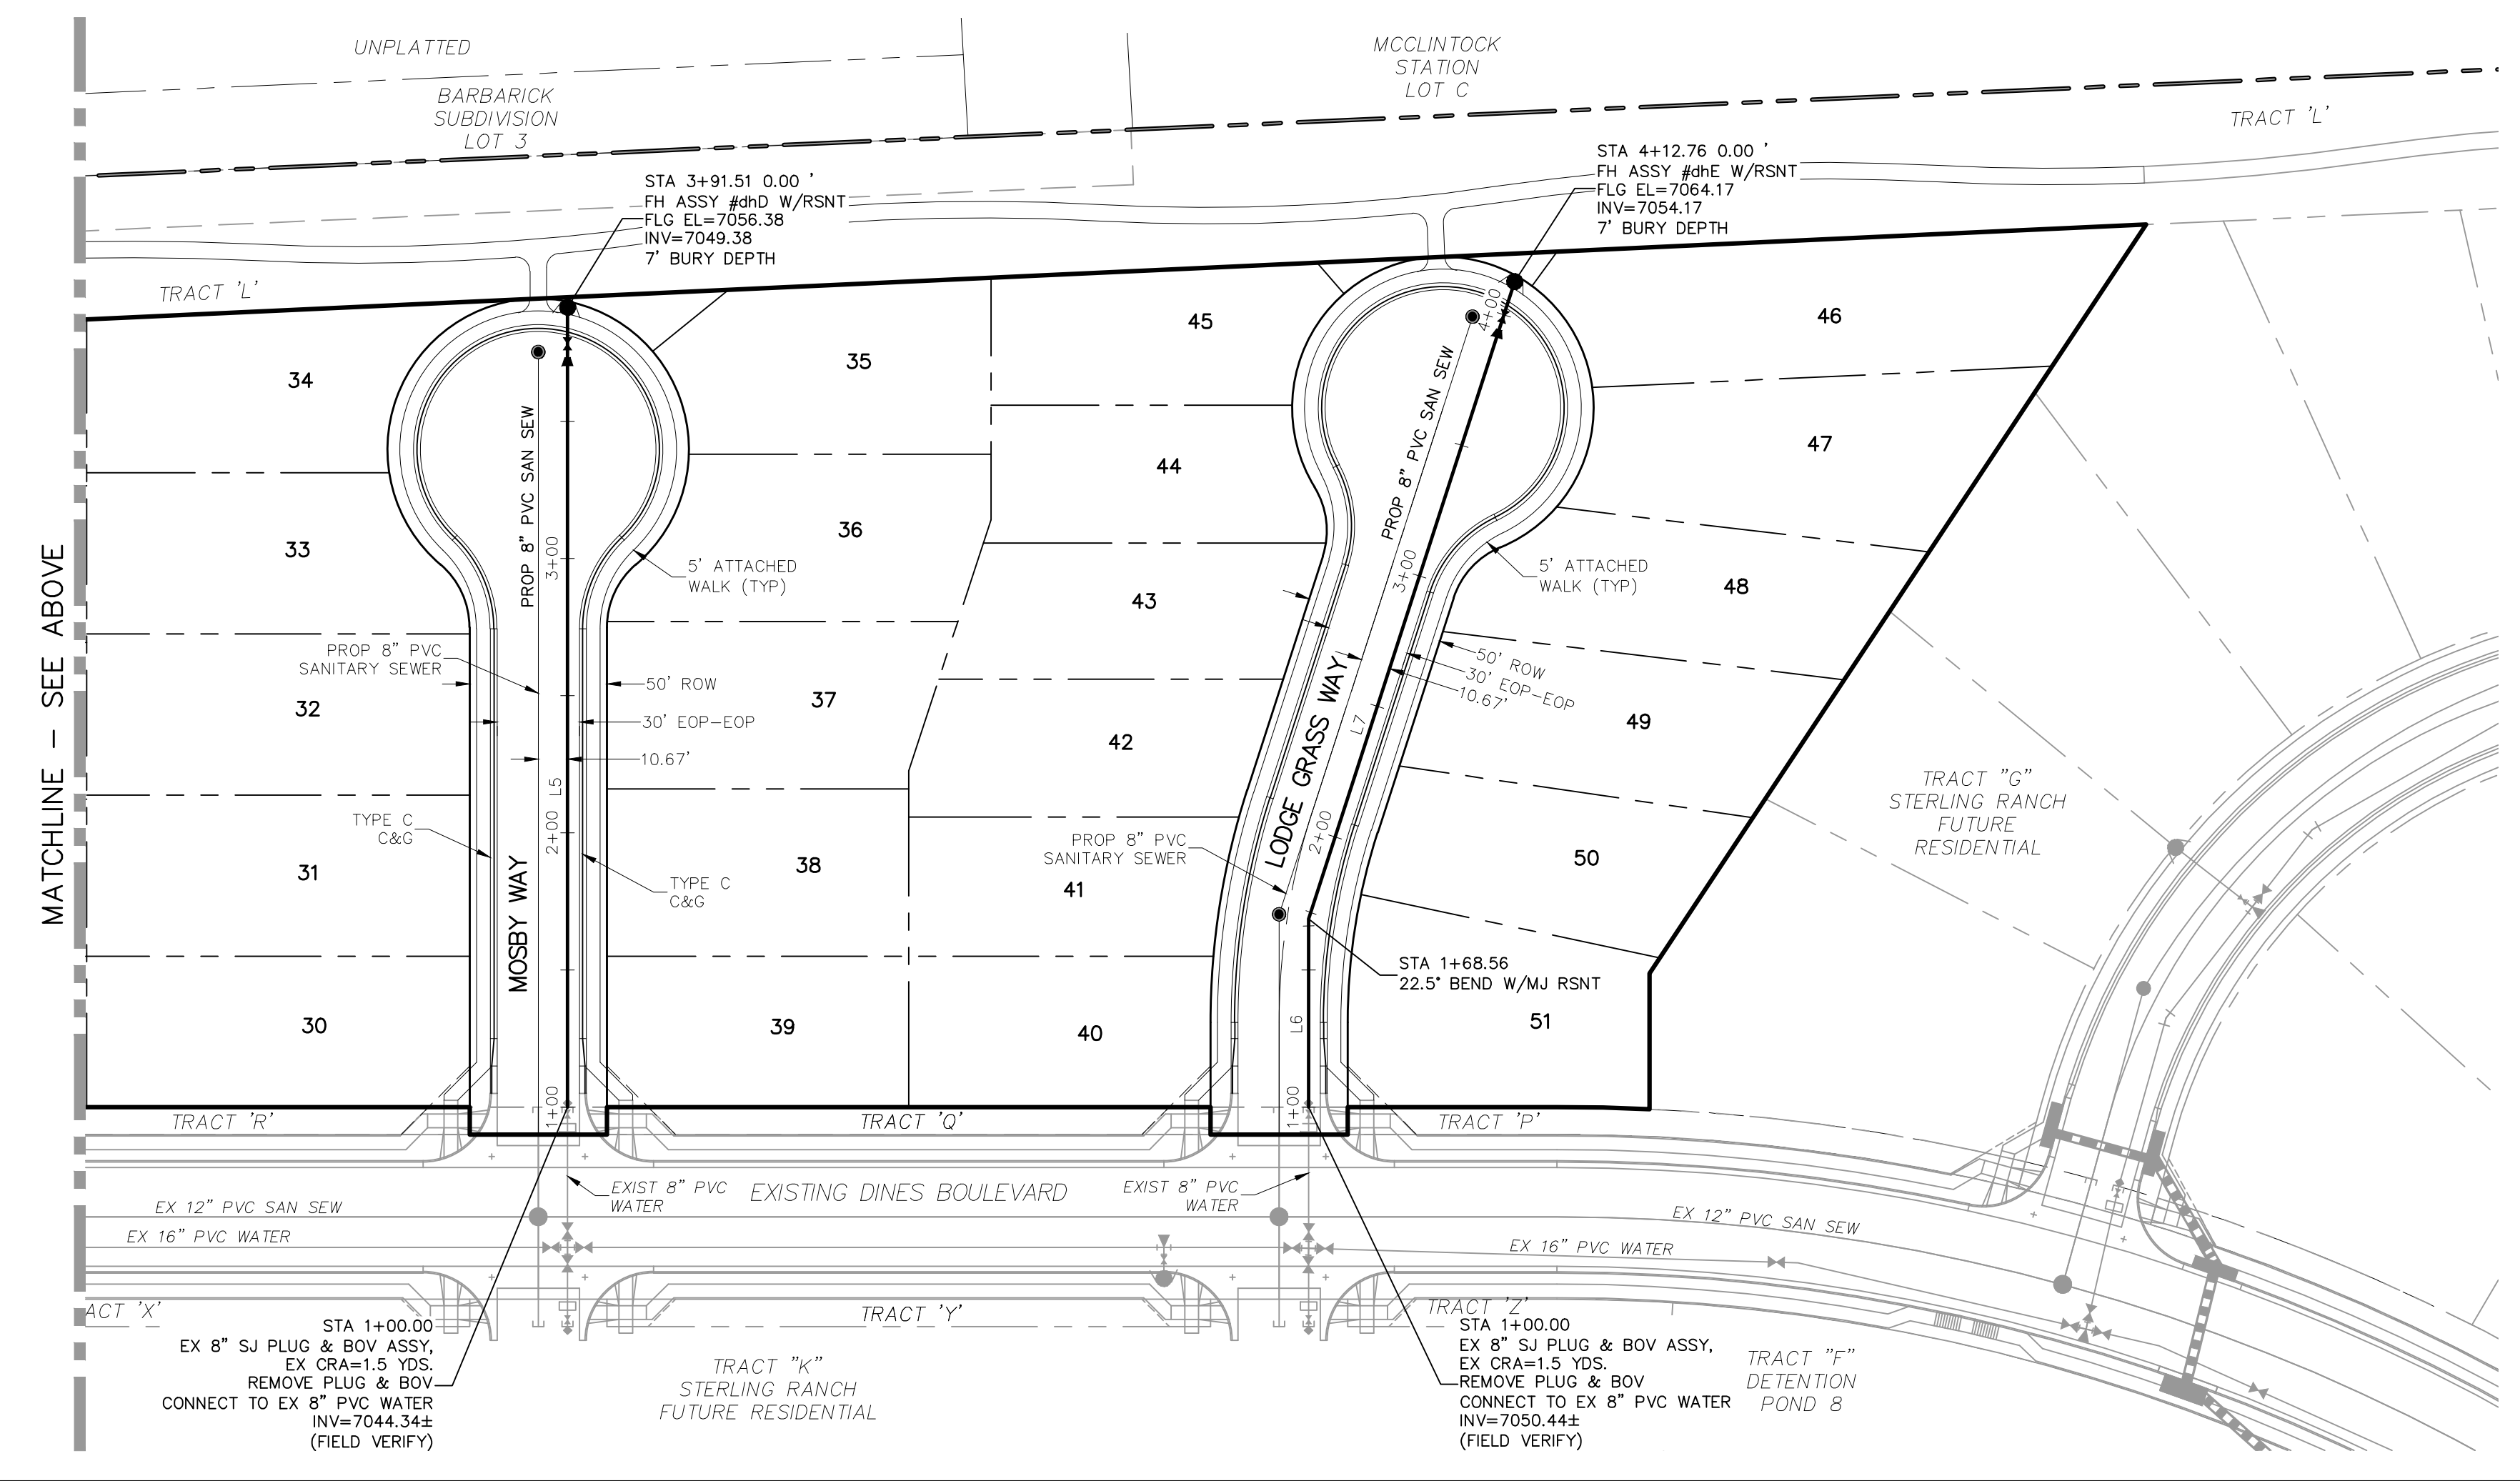 UNPLATTED
BARBARICK
SUBDIVISION
LOT 3
MCCLINTOCK
STATION
LOT C
TRACT 'L'
STA 3+91.51 0.00 '
FH ASSY #dhD W/RSNT
FLG EL=7056.38
INV=7049.38
7' BURY DEPTH
STA 4+12.76 0.00 '
FH ASSY #dhE W/RSNT
FLG EL=7064.17
INV=7054.17
7' BURY DEPTH
TRACT 'L'
MATCHLINE - SEE ABOVE
34
33
32
31
30
35
36
37
38
39
45
44
43
42
41
40
46
47
48
49
50
51
PROP 8" PVC SAN SEW
3+00
2+00
1+00
L5
MOSBY WAY
5' ATTACHED
WALK (TYP)
PROP 8" PVC
SANITARY SEWER
50' ROW
30' EOP-EOP
10.67'
TYPE C
C&G
TYPE C
C&G
PROP 8" PVC SAN SEW
4+00
3+00
2+00
1+00
L7
L6
LODGE GRASS WAY
5' ATTACHED
WALK (TYP)
50' ROW
30' EOP-EOP
10.67'
PROP 8" PVC
SANITARY SEWER
STA 1+68.56
22.5° BEND W/MJ RSNT
TRACT "G"
STERLING RANCH
FUTURE
RESIDENTIAL
TRACT 'R'
TRACT 'Q'
TRACT 'P'
EXIST 8" PVC
WATER
EXISTING DINES BOULEVARD
EXIST 8" PVC
WATER
EX 12" PVC SAN SEW
EX 16" PVC WATER
EX 12" PVC SAN SEW
EX 16" PVC WATER
ACT 'X'
TRACT 'Y'
TRACT 'Z'
STA 1+00.00
EX 8" SJ PLUG & BOV ASSY,
EX CRA=1.5 YDS.
REMOVE PLUG & BOV
CONNECT TO EX 8" PVC WATER
INV=7044.34±
(FIELD VERIFY)
TRACT "K"
STERLING RANCH
FUTURE RESIDENTIAL
STA 1+00.00
EX 8" SJ PLUG & BOV ASSY,
EX CRA=1.5 YDS.
REMOVE PLUG & BOV
CONNECT TO EX 8" PVC WATER
INV=7050.44±
(FIELD VERIFY)
TRACT "F"
DETENTION
POND 8